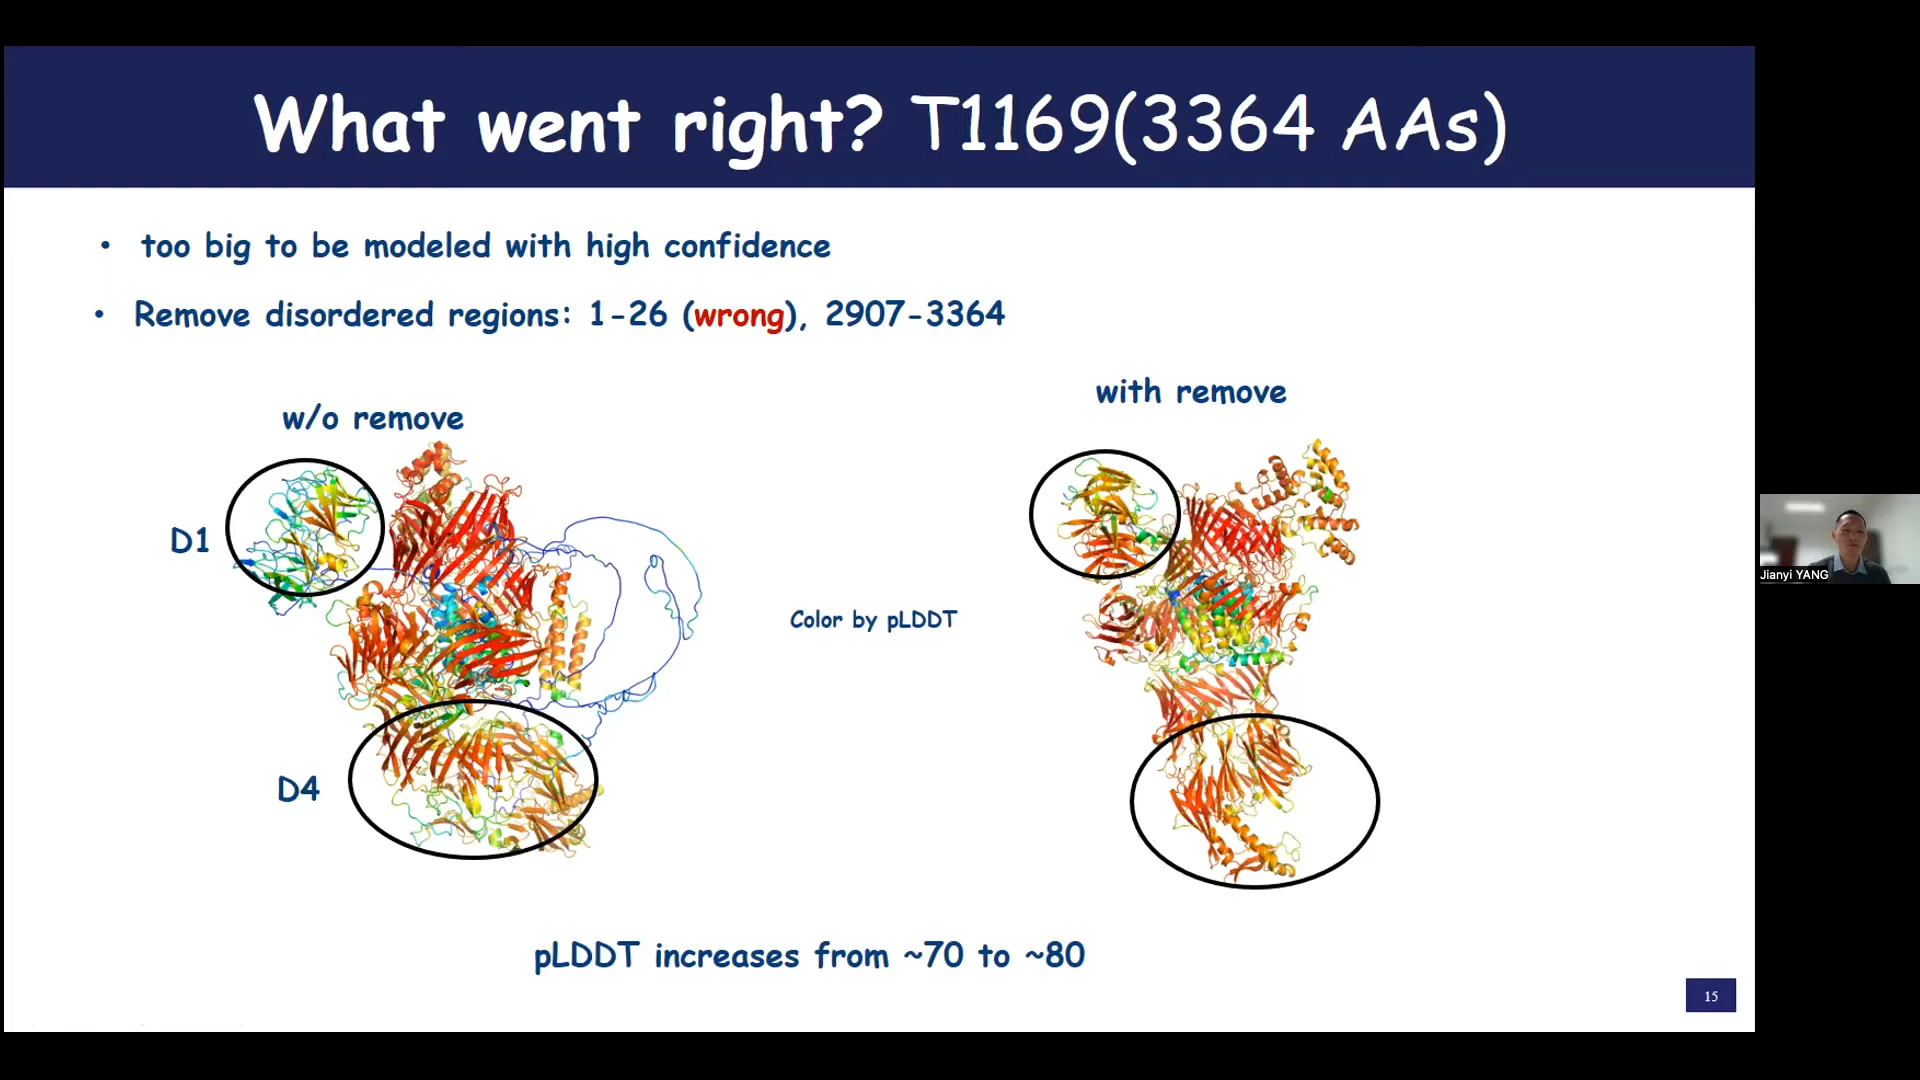 What went right? T1169(3364 AAs)
• too big to be modeled with high confidence
• Remove disordered regions: 1-26 (wrong), 2907-3364
w/o remove
with remove
D1
Color by pLDDT
D4
pLDDT increases from ~70 to ~80
15
Jianyi YANG